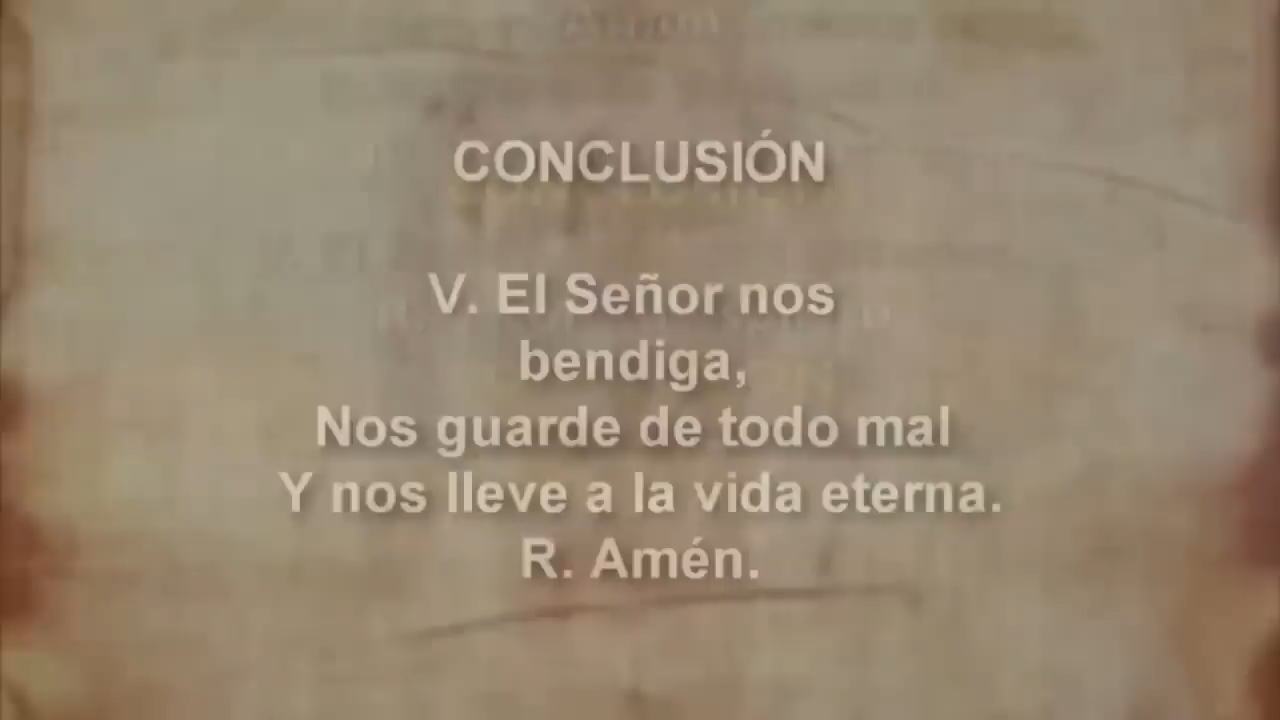 CONCLUSIÓN
V. El Señor nos
bendiga,
Nos guarde de todo mal
Y nos lleve a la vida eterna.
R. Amén.